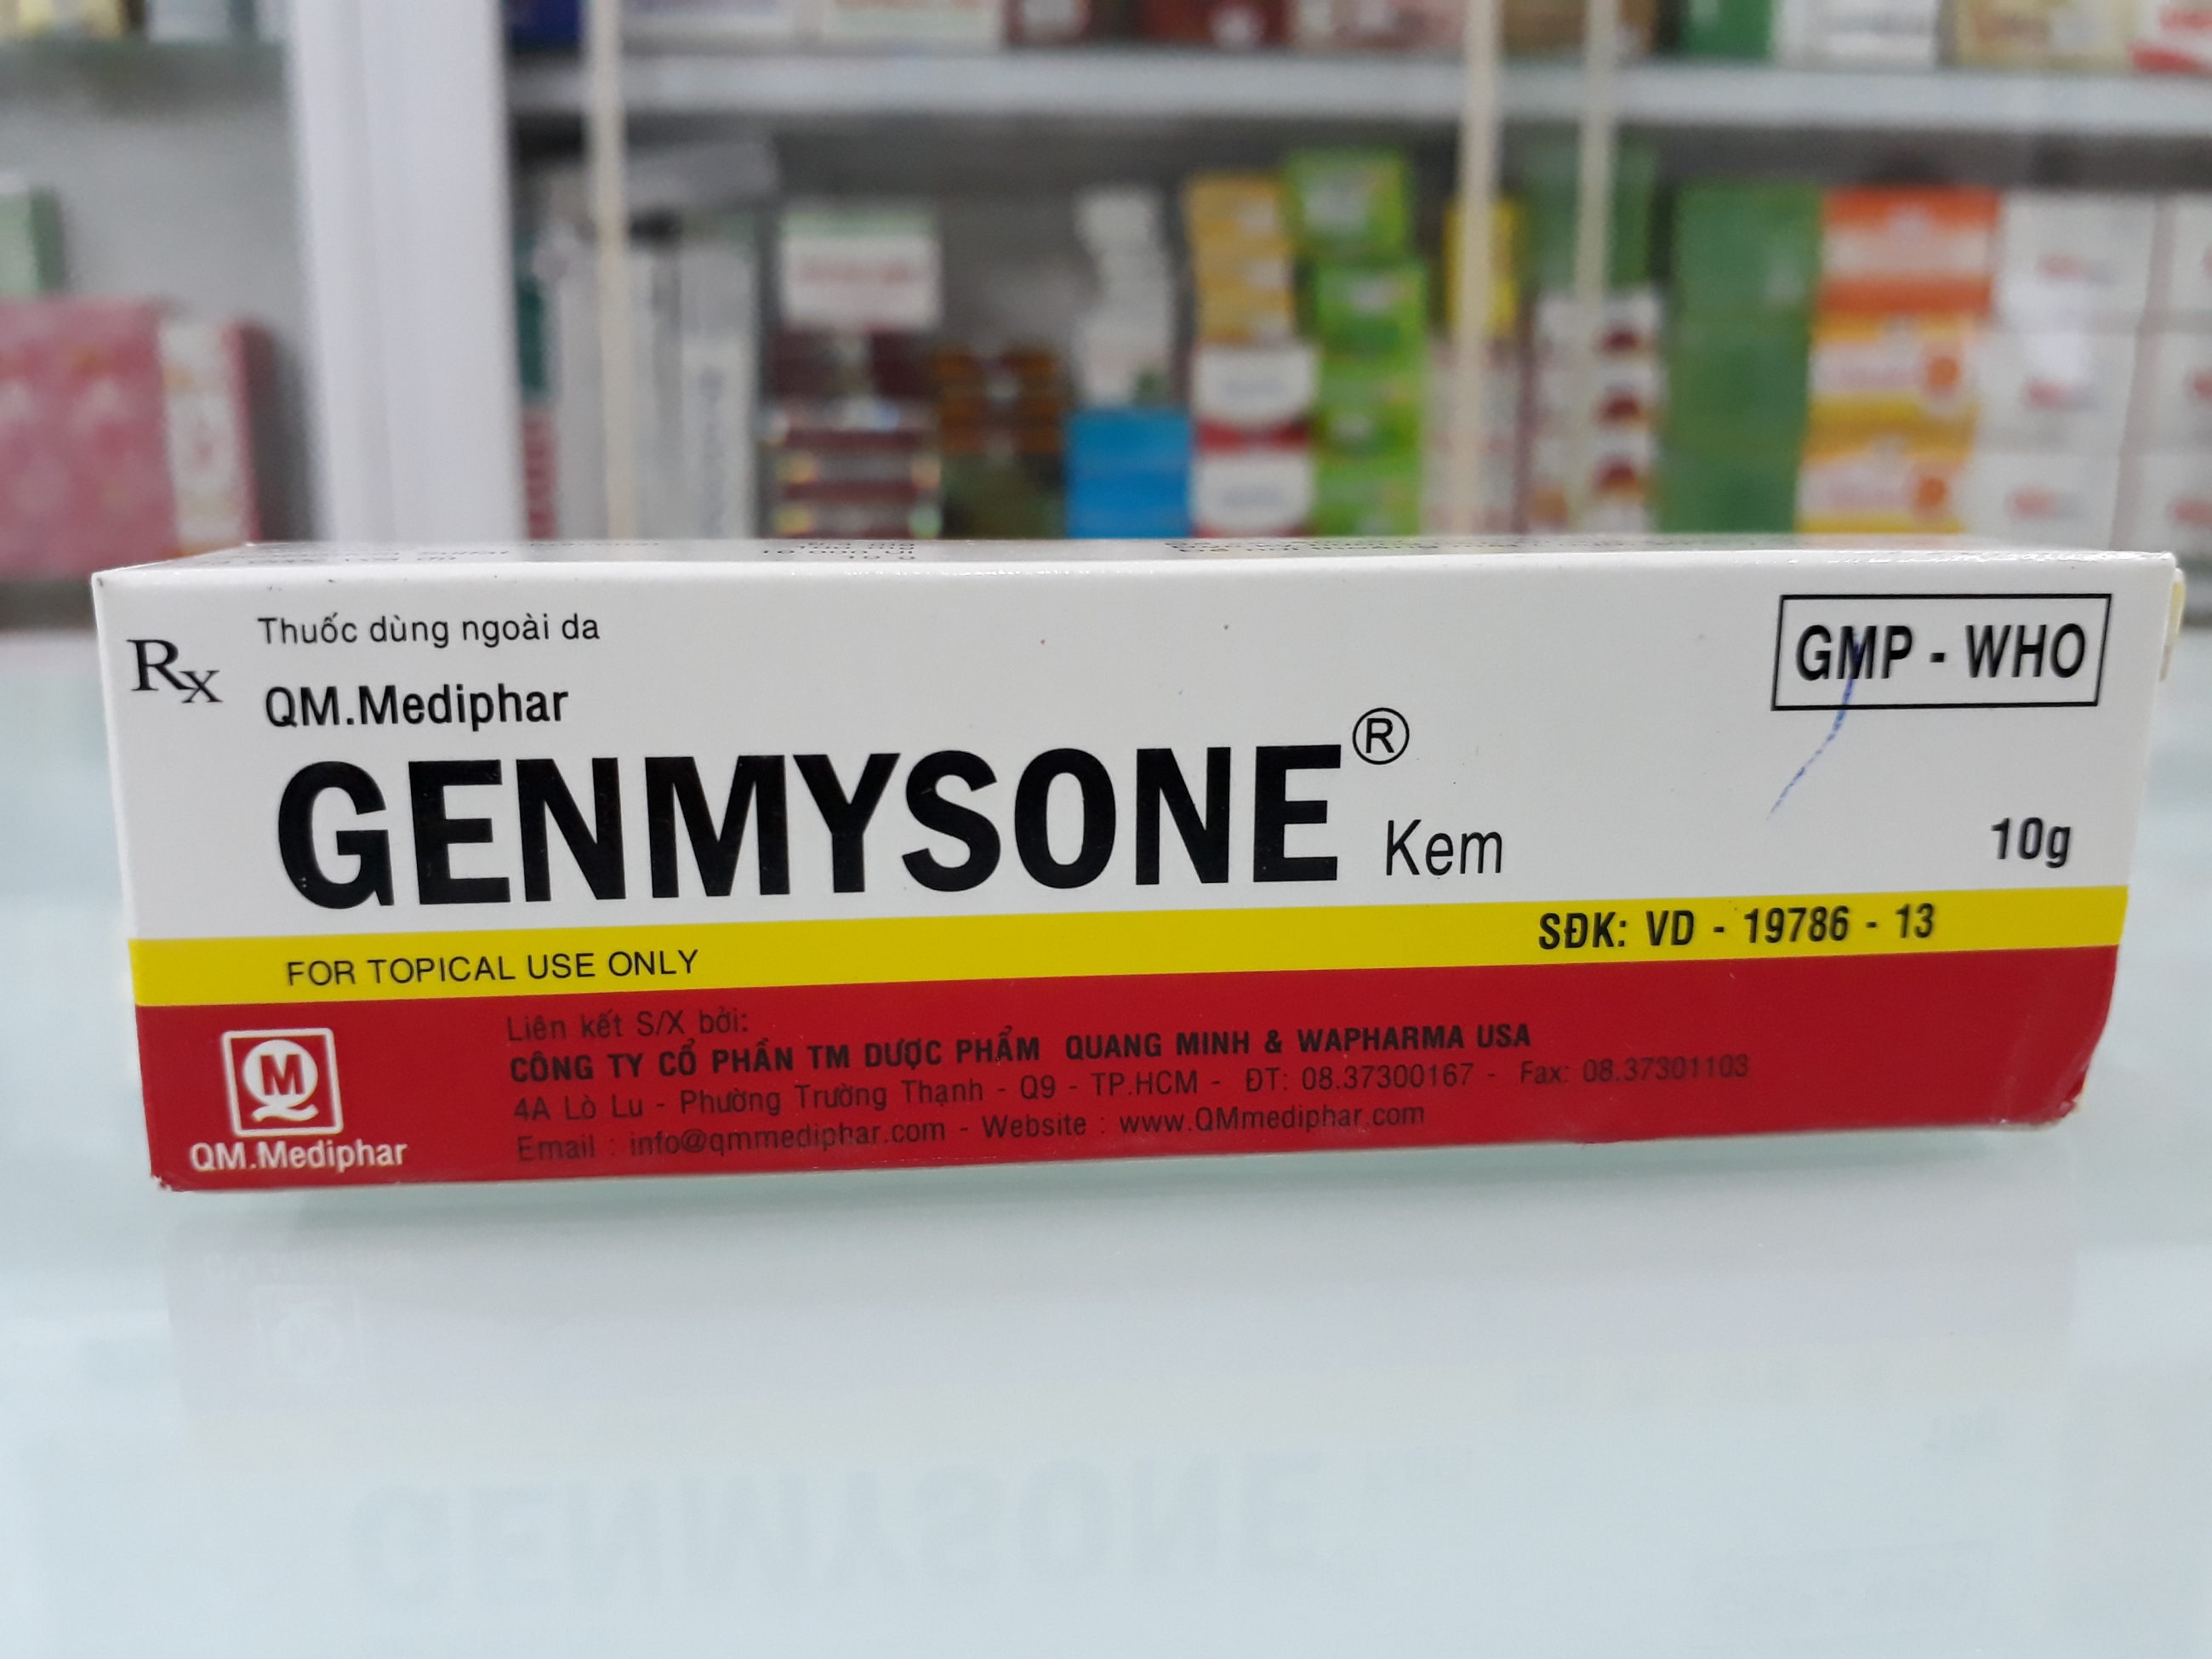 Rx
Thuốc dùng ngoài da
QM.Mediphar
GENMYSONE® Kem
GMP - WHO
10g
SĐK: VD - 19786 - 13
FOR TOPICAL USE ONLY
Liên kết S/X bởi:
CÔNG TY CỔ PHẦN TM DƯỢC PHẨM QUANG MINH & WAPHARMA USA
4A Lò Lu - Phường Trường Thạnh - Q9 - TP.HCM - ĐT: 08.37300167 - Fax: 08.37301103
Email : info@qmmediphar.com - Website : www.QMmediphar.com
QM
QM.Mediphar